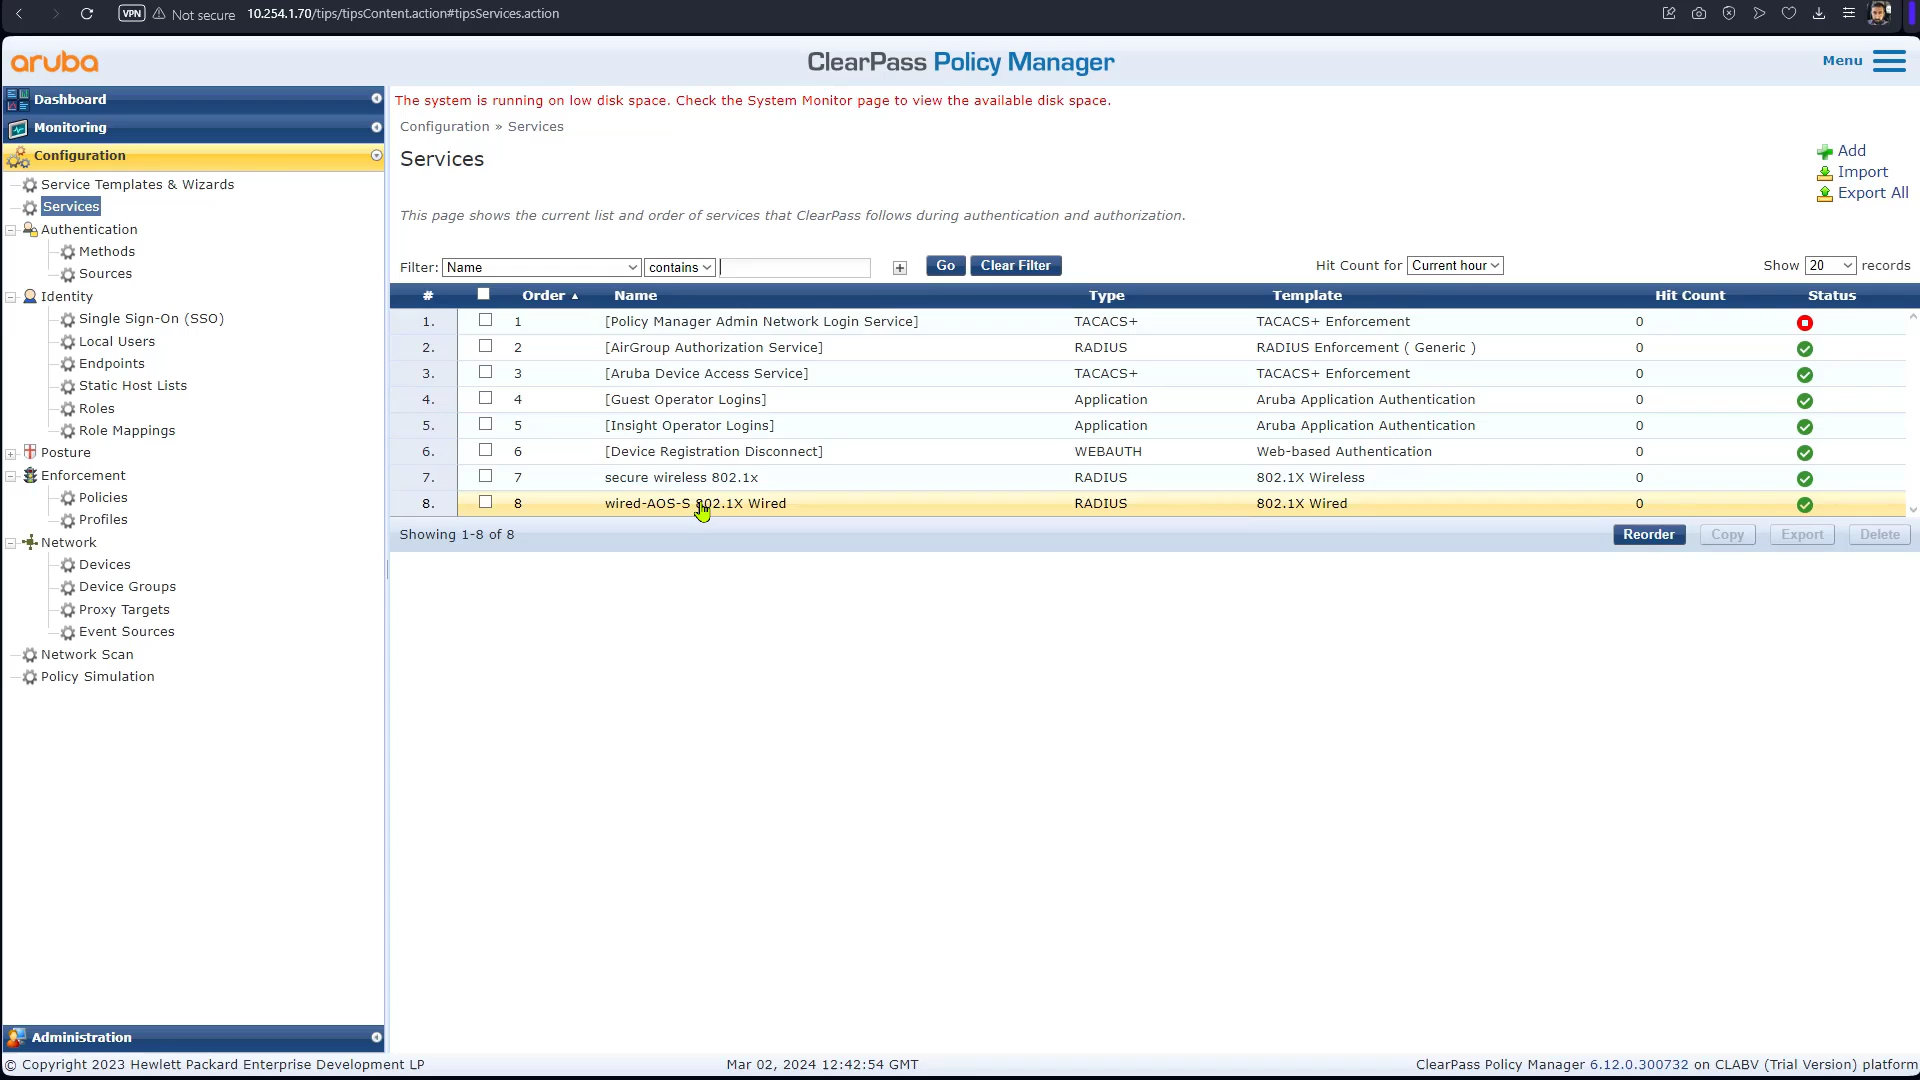 VPN Not secure 10.254.1.70/tips/tipsContent.action#tipsServices.action
aruba
ClearPass Policy Manager
Menu
Dashboard
Monitoring
Configuration
Service Templates & Wizards
Services
Authentication
Methods
Sources
Identity
Single Sign-On (SSO)
Local Users
Endpoints
Static Host Lists
Roles
Role Mappings
Posture
Enforcement
Policies
Profiles
Network
Devices
Device Groups
Proxy Targets
Event Sources
Network Scan
Policy Simulation
Administration
The system is running on low disk space. Check the System Monitor page to view the available disk space.
Configuration » Services
Services
Add
Import
Export All
This page shows the current list and order of services that ClearPass follows during authentication and authorization.
Filter: Name contains Go Clear Filter Hit Count for Current hour Show 20 records
# Order Name Type Template Hit Count Status
1. 1 [Policy Manager Admin Network Login Service] TACACS+ TACACS+ Enforcement 0
2. 2 [AirGroup Authorization Service] RADIUS RADIUS Enforcement ( Generic ) 0
3. 3 [Aruba Device Access Service] TACACS+ TACACS+ Enforcement 0
4. 4 [Guest Operator Logins] Application Aruba Application Authentication 0
5. 5 [Insight Operator Logins] Application Aruba Application Authentication 0
6. 6 [Device Registration Disconnect] WEBAUTH Web-based Authentication 0
7. 7 secure wireless 802.1x RADIUS 802.1X Wireless 0
8. 8 wired-AOS-S 802.1X Wired RADIUS 802.1X Wired 0
Showing 1-8 of 8 Reorder Copy Export Delete
© Copyright 2023 Hewlett Packard Enterprise Development LP Mar 02, 2024 12:42:54 GMT ClearPass Policy Manager 6.12.0.300732 on CLABV (Trial Version) platform